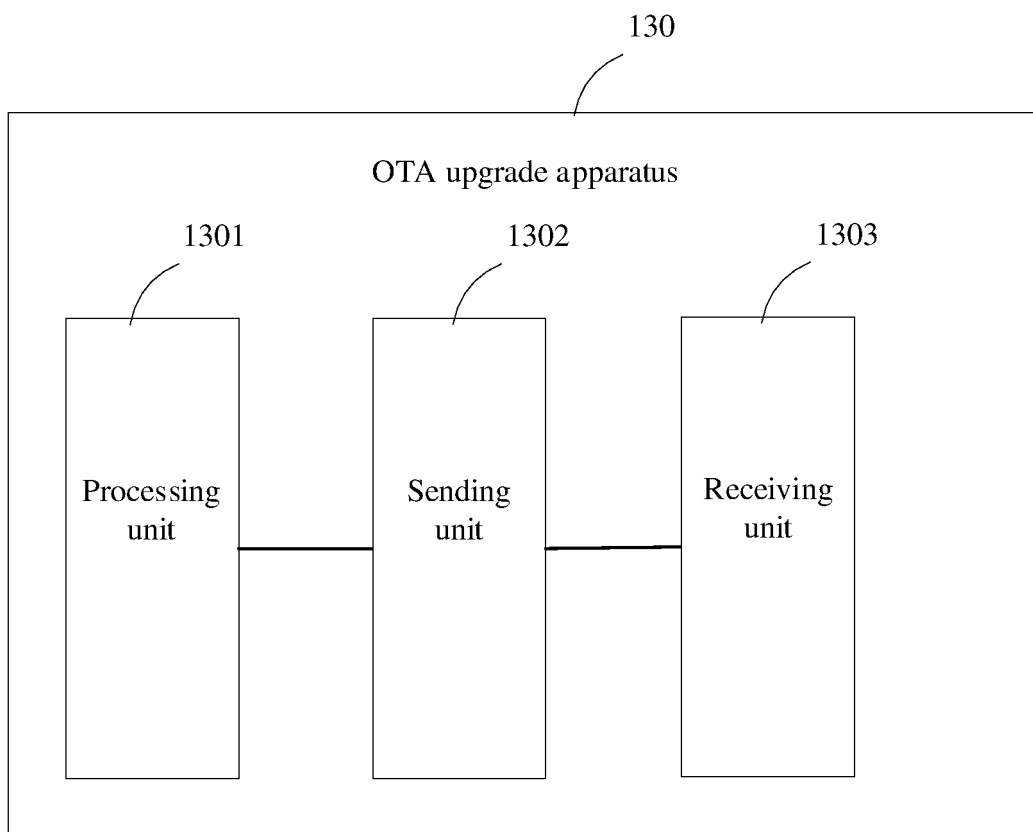 130
OTA upgrade apparatus
1301
1302
1303
Processing
unit
Sending
unit
Receiving
unit